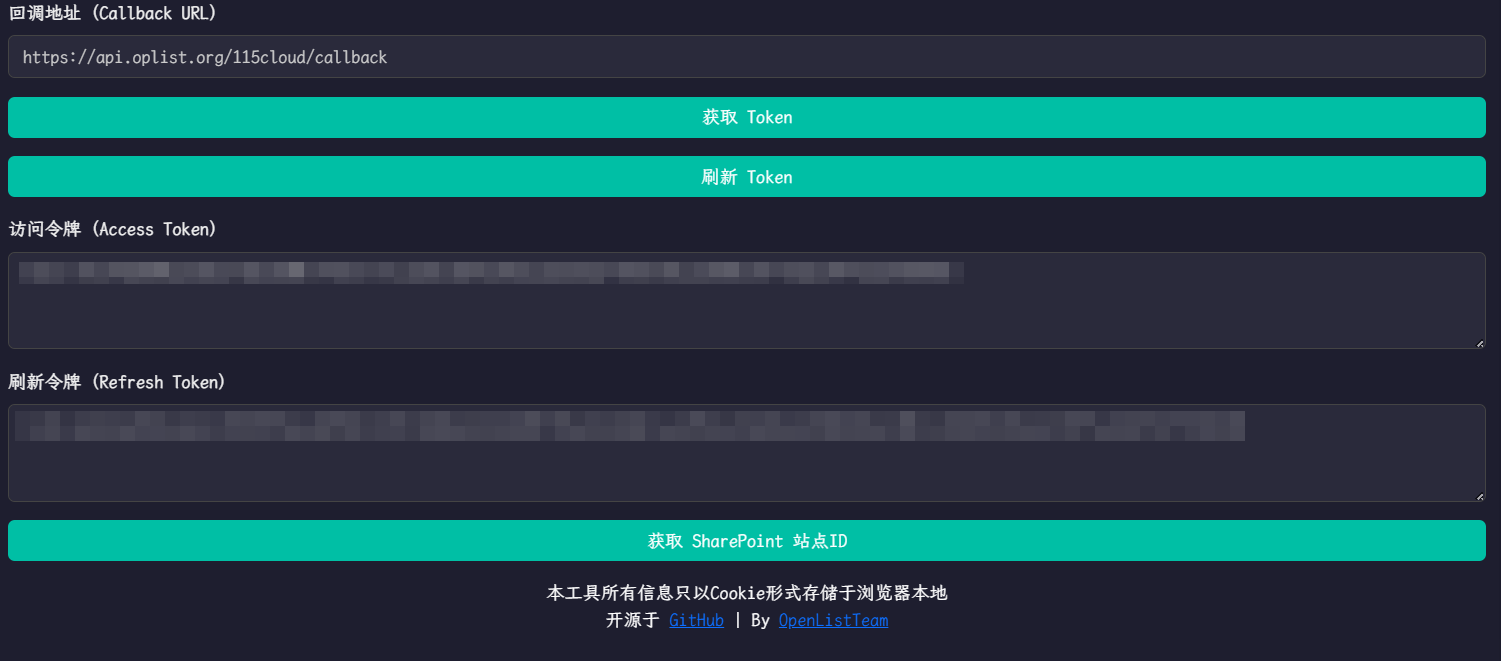 回调地址 (Callback URL)
https://api.oplist.org/115cloud/callback
获取 Token
刷新 Token
访问令牌 (Access Token)
刷新令牌 (Refresh Token)
获取 SharePoint 站点ID
本工具所有信息只以Cookie形式存储于浏览器本地
开源于 GitHub | By OpenListTeam